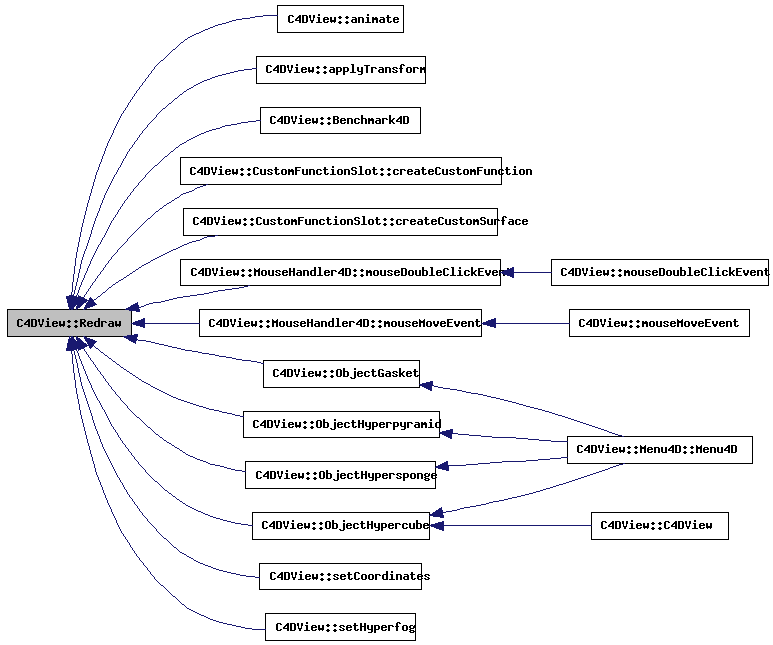 C4DView::animate
C4DView::applyTransform
C4DView::Benchmark4D
C4DView::CustomFunctionSlot::createCustomFunction
C4DView::CustomFunctionSlot::createCustomSurface
C4DView::MouseHandler4D::mouseDoubleClickEvent
C4DView::mouseDoubleClickEvent
C4DView::Redraw
C4DView::MouseHandler4D::mouseMoveEvent
C4DView::mouseMoveEvent
C4DView::ObjectGasket
C4DView::ObjectHyperpyramid
C4DView::Menu4D::Menu4D
C4DView::ObjectHypersponge
C4DView::ObjectHypercube
C4DView::C4DView
C4DView::setCoordinates
C4DView::setHyperfog